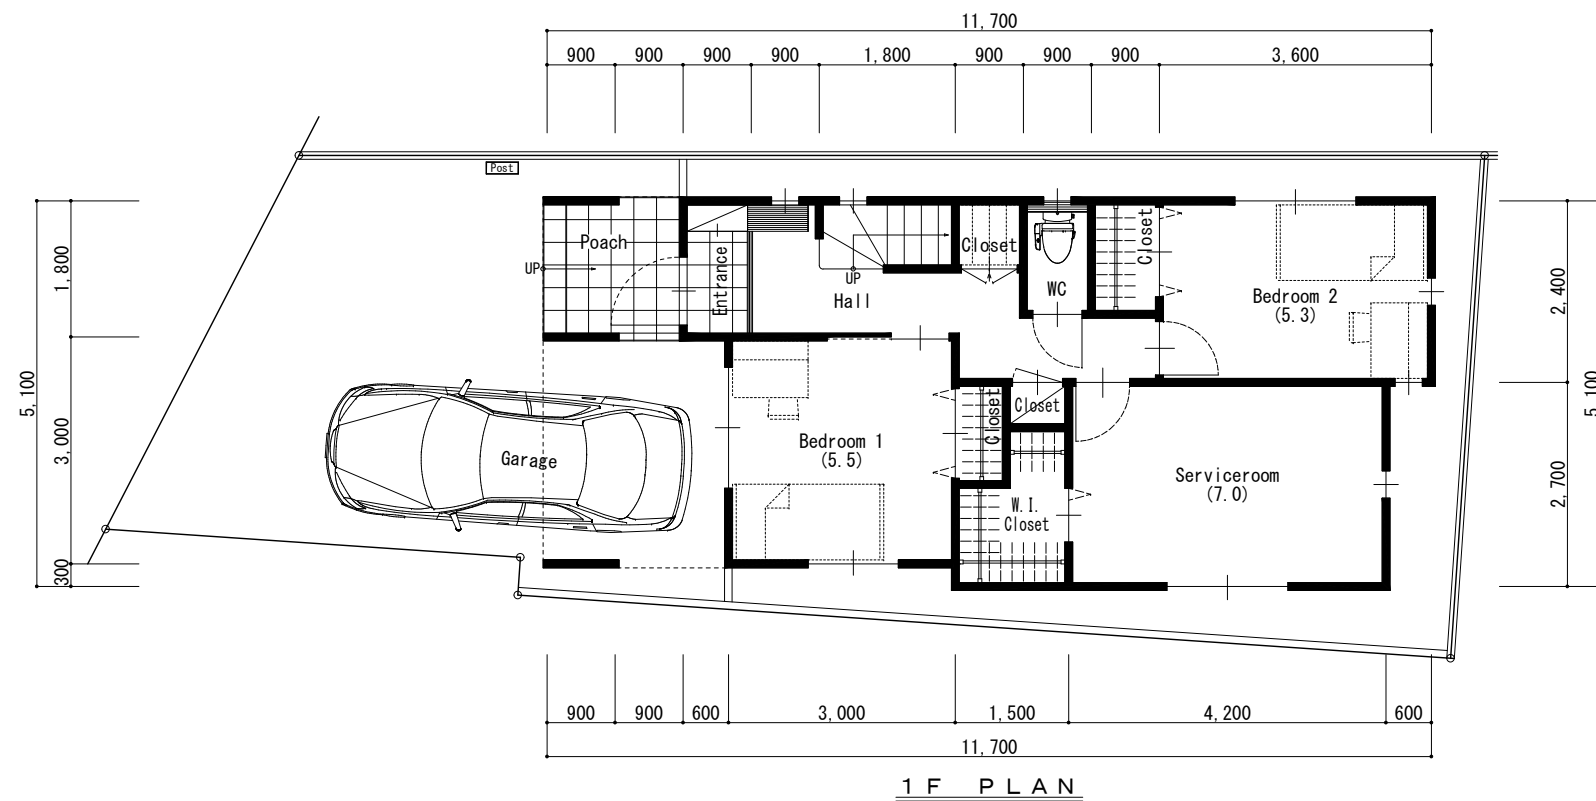 11,700
900 900 900 900 1,800 900 900 900 3,600
Post
Poach
UP
Entrance
UP
Hall
Closet
WC
Closet
Bedroom 2
(5.3)
1,800
3,000
300
5,100
2,400
2,700
5,100
Garage
Bedroom 1
(5.5)
Closet
Closet
W.I.
Closet
Serviceroom
(7.0)
900 900 600 3,000 1,500 4,200 600
11,700
1F PLAN